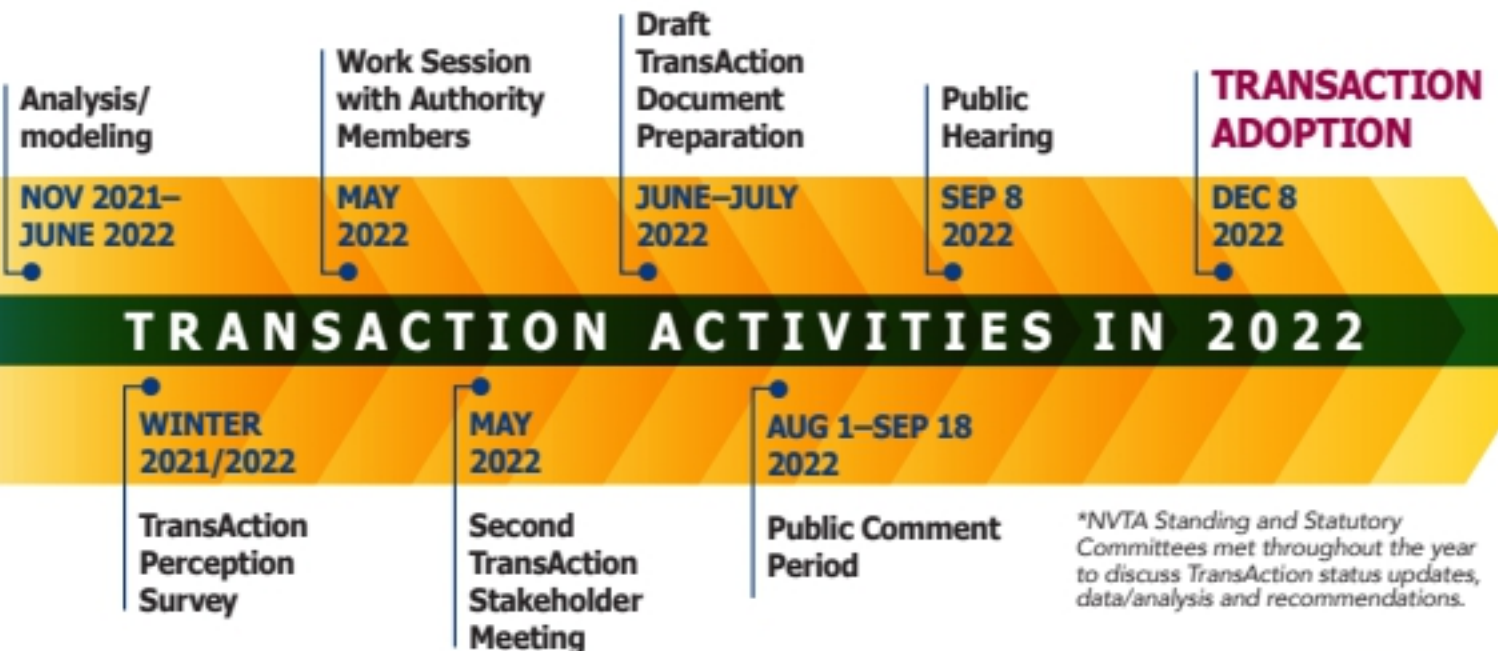 Analysis/
modeling
NOV 2021–
JUNE 2022
Work Session
with Authority
Members
MAY
2022
Draft
TransAction
Document
Preparation
JUNE–JULY
2022
Public
Hearing
SEP 8
2022
TRANSACTION
ADOPTION
DEC 8
2022
TRANSACTION ACTIVITIES IN 2022
WINTER
2021/2022
TransAction
Perception
Survey
MAY
2022
Second
TransAction
Stakeholder
Meeting
AUG 1–SEP 18
2022
Public Comment
Period
*NVTA Standing and Statutory
Committees met throughout the year
to discuss TransAction status updates,
data/analysis and recommendations.